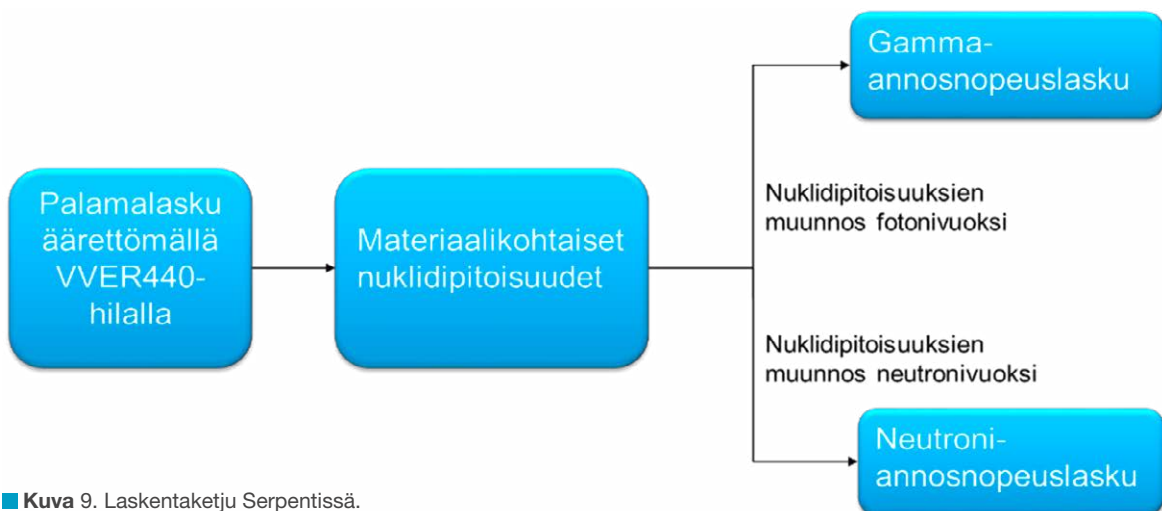 Palamalasku
äärettömällä
VVER440-
hilalla
Materiaalikohtaiset
nuklidipitoisuudet
Gamma-
annosnopeuslasku
Nuklidipitoisuuksien
muunnos fotonivuoksi
Nuklidipitoisuuksien
muunnos neutronivuoksi
Neutroni-
annosnopeuslasku
Kuva 9. Laskentaketju Serpentissä.